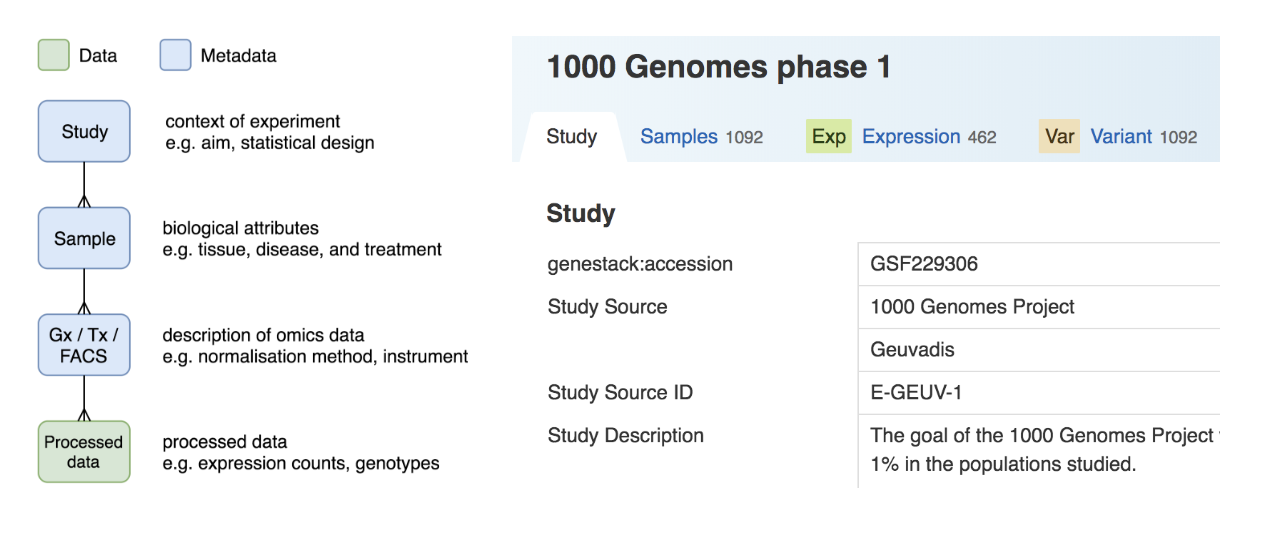 Data
Metadata
Study
context of experiment
e.g. aim, statistical design
Sample
biological attributes
e.g. tissue, disease, and treatment
Gx / Tx /
FACS
description of omics data
e.g. normalisation method, instrument
Processed
data
processed data
e.g. expression counts, genotypes
1000 Genomes phase 1
Study
Samples 1092
Exp Expression 462
Var Variant 1092
Study
genestack:accession
GSF229306
Study Source
1000 Genomes Project
Geuvadis
Study Source ID
E-GEUV-1
Study Description
The goal of the 1000 Genomes Project
1% in the populations studied.